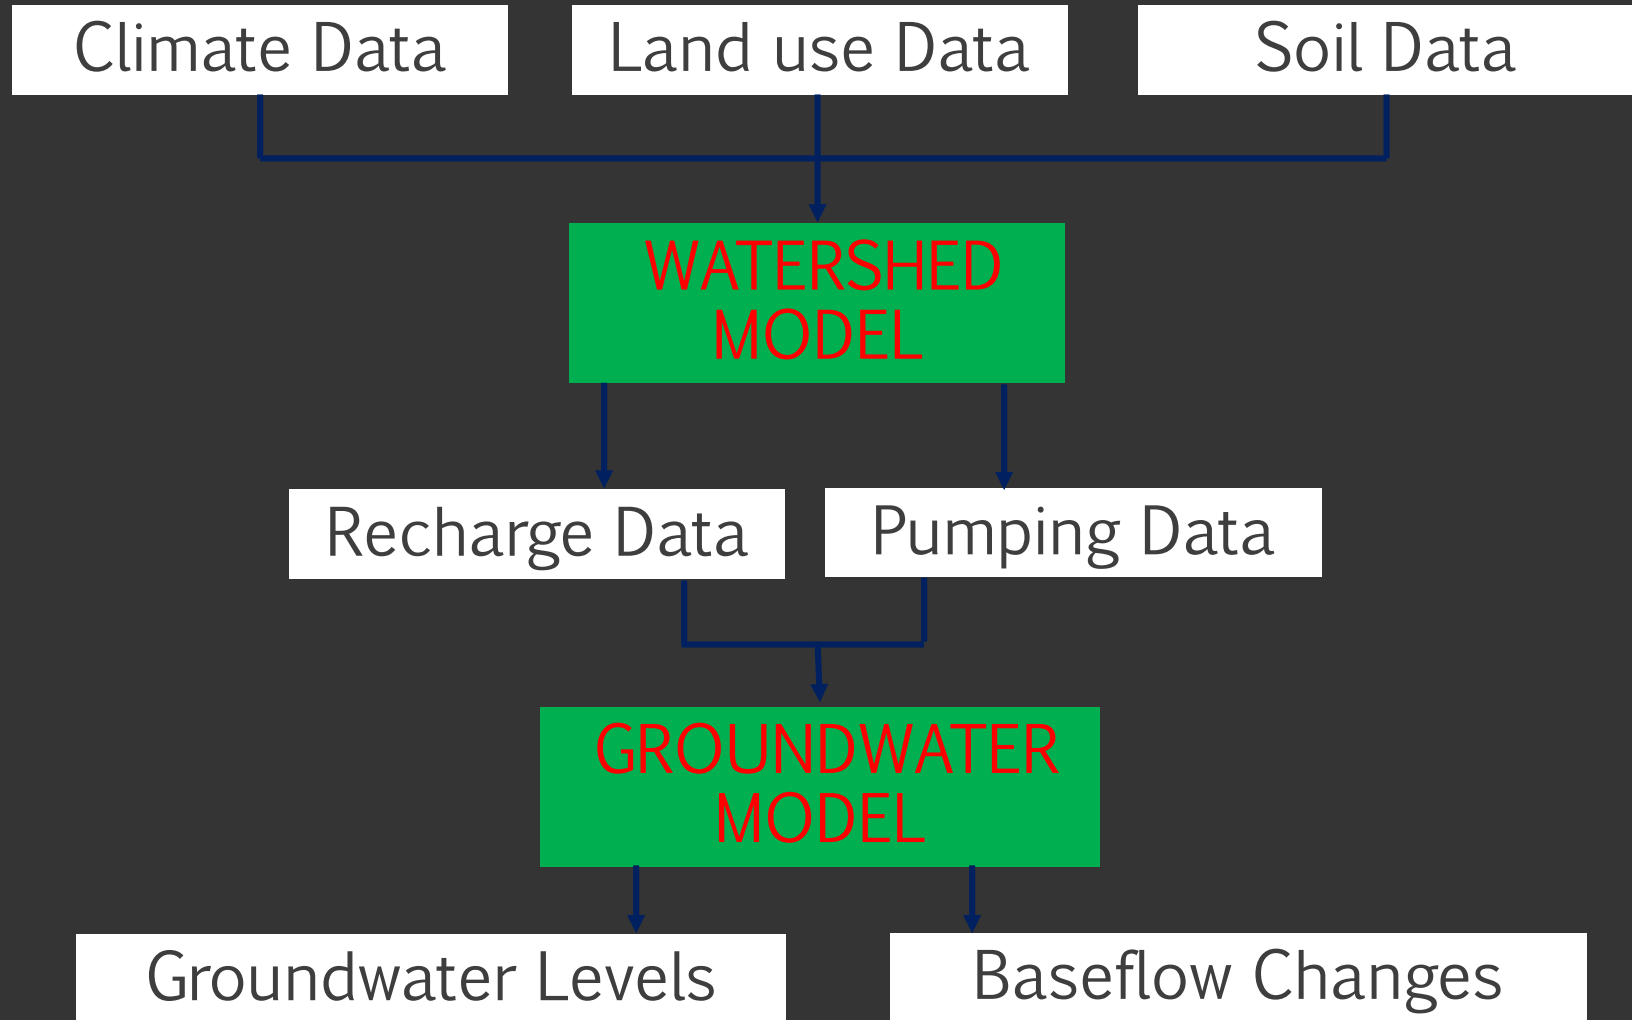 Climate Data
Land use Data
Soil Data
WATERSHED
MODEL
Recharge Data
Pumping Data
GROUNDWATER
MODEL
Groundwater Levels
Baseflow Changes